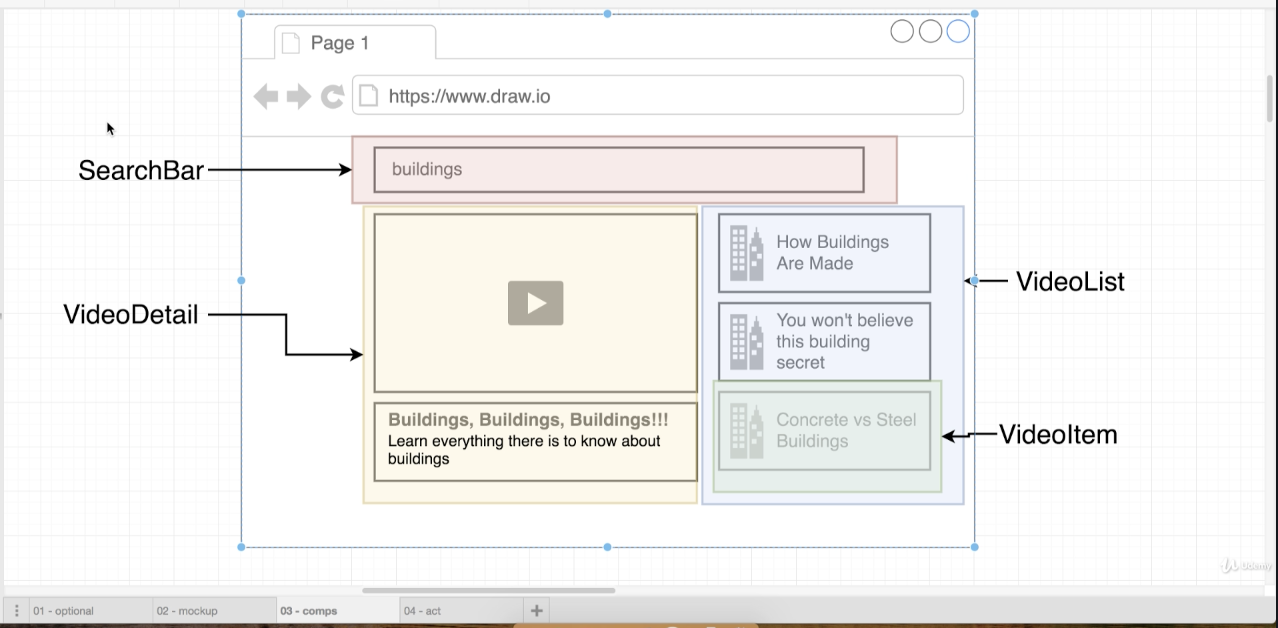 Page 1
https://www.draw.io
SearchBar
buildings
How Buildings
Are Made
VideoList
VideoDetail
You won't believe
this building
secret
Buildings, Buildings, Buildings!!!
Learn everything there is to know about
buildings
Concrete vs Steel
Buildings
VideoItem
Udemy
01 - optional
02 - mockup
03 - comps
04 - act